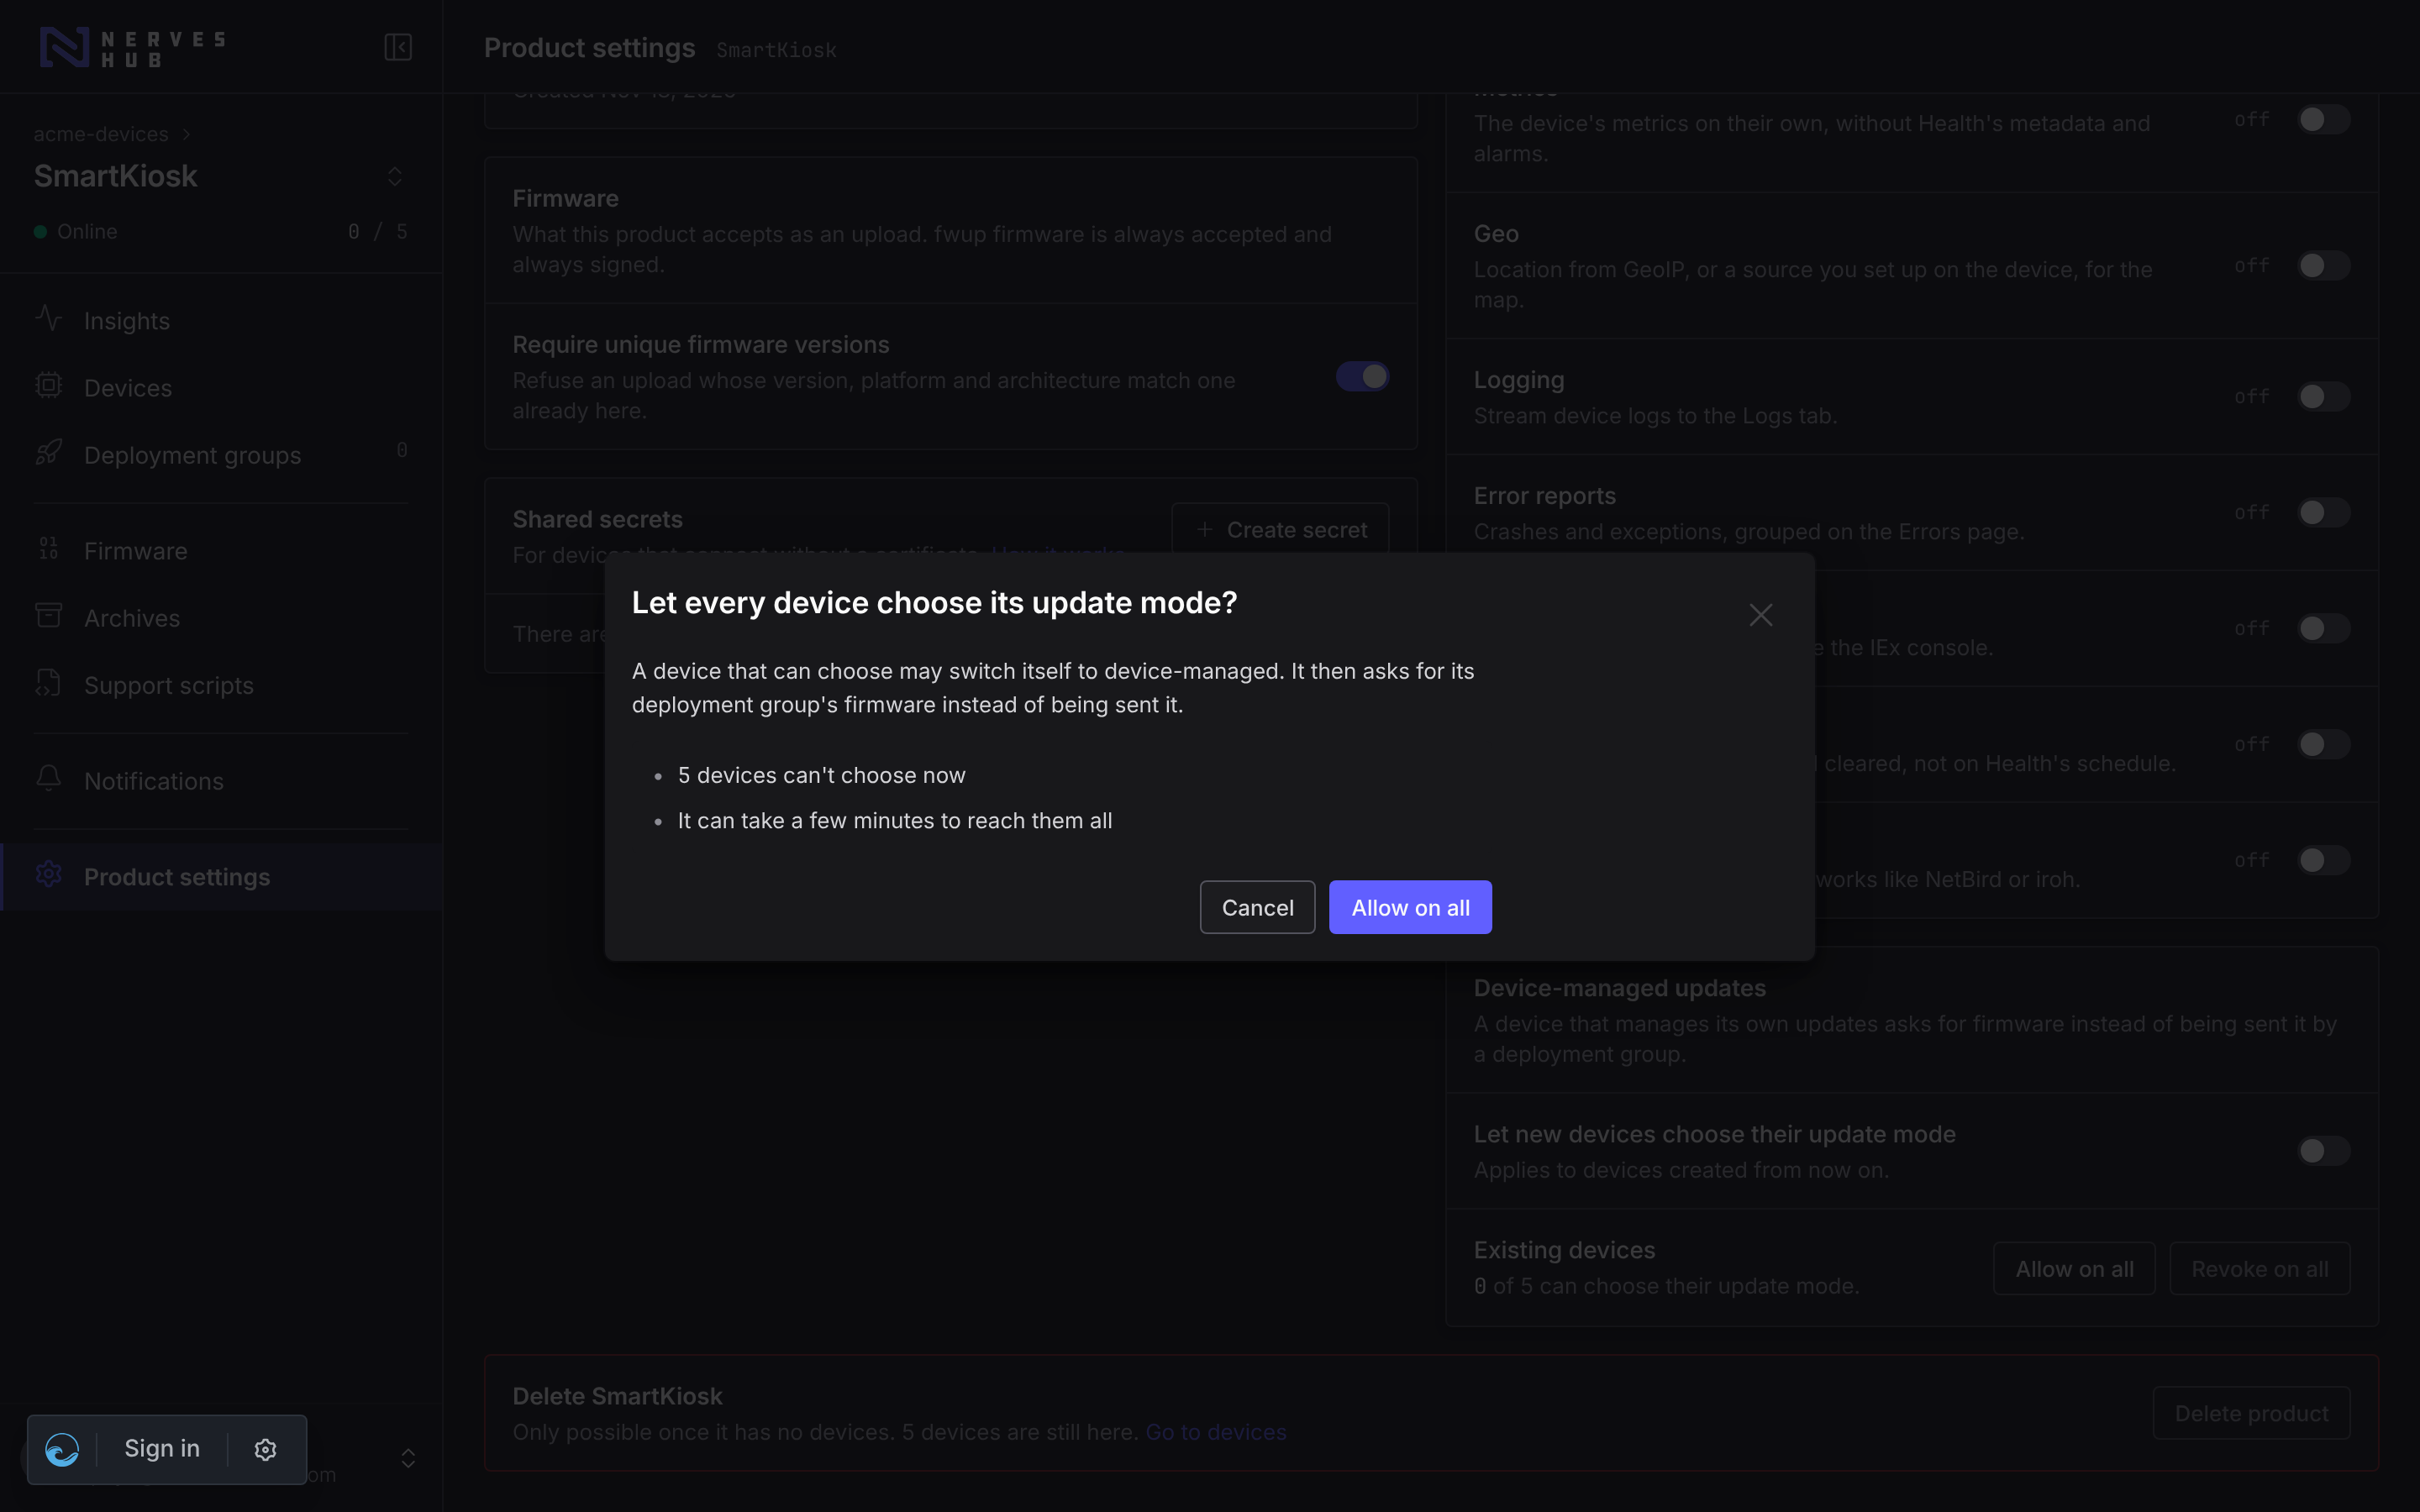 NERVES
HUB
Product settings SmartKiosk
acme-devices
SmartKiosk
Online 0 / 5
Insights
Devices
Deployment groups 0
Firmware
Archives
Support scripts
Notifications
Product settings
Sign in
om
Firmware
What this product accepts as an upload. fwup firmware is always accepted and
always signed.
Require unique firmware versions
Refuse an upload whose version, platform and architecture match one
already here.
Shared secrets
Create secret
For devices that connect without a certificate. How it works
There are
Metrics
The device's metrics on their own, without Health's metadata and
alarms.
off
Geo
Location from GeoIP, or a source you set up on the device, for the
map.
off
Logging
Stream device logs to the Logs tab.
off
Error reports
Crashes and exceptions, grouped on the Errors page.
off
the IEx console.
off
cleared, not on Health's schedule.
off
works like NetBird or iroh.
off
Let every device choose its update mode?
A device that can choose may switch itself to device-managed. It then asks for its
deployment group's firmware instead of being sent it.
5 devices can't choose now
It can take a few minutes to reach them all
Cancel
Allow on all
Device-managed updates
A device that manages its own updates asks for firmware instead of being sent it by
a deployment group.
Let new devices choose their update mode
Applies to devices created from now on.
Existing devices
0 of 5 can choose their update mode.
Allow on all
Revoke on all
Delete SmartKiosk
Only possible once it has no devices. 5 devices are still here. Go to devices
Delete product